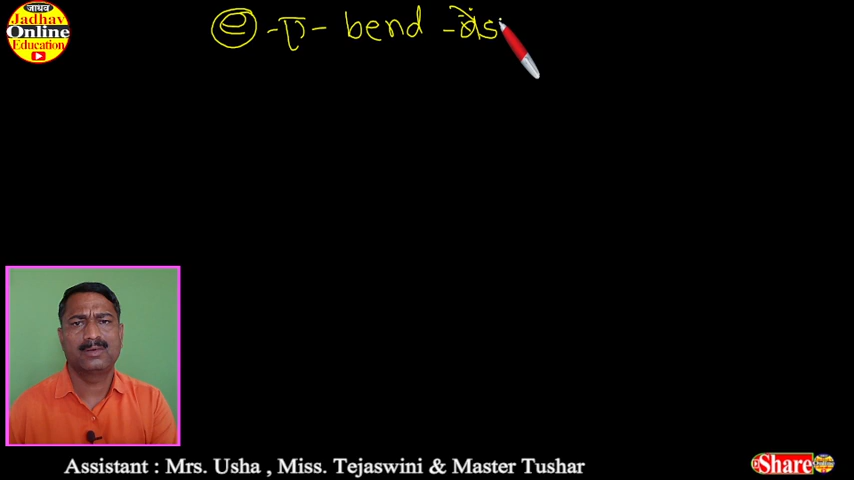 जाधव
Jadhav
Online
Education
e - ए - bend - बेंड
Assistant : Mrs. Usha , Miss. Tejaswini & Master Tushar
Share